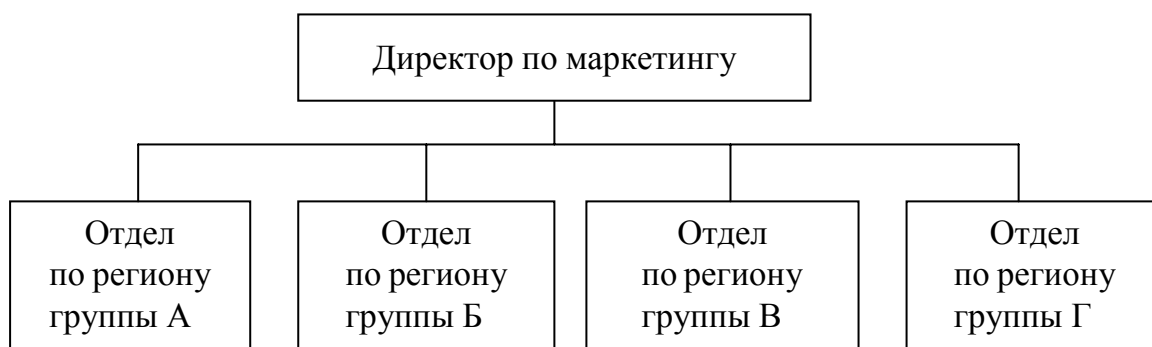 Директор по маркетингу
Отдел
по региону
группы А
Отдел
по региону
группы Б
Отдел
по региону
группы В
Отдел
по региону
группы Г